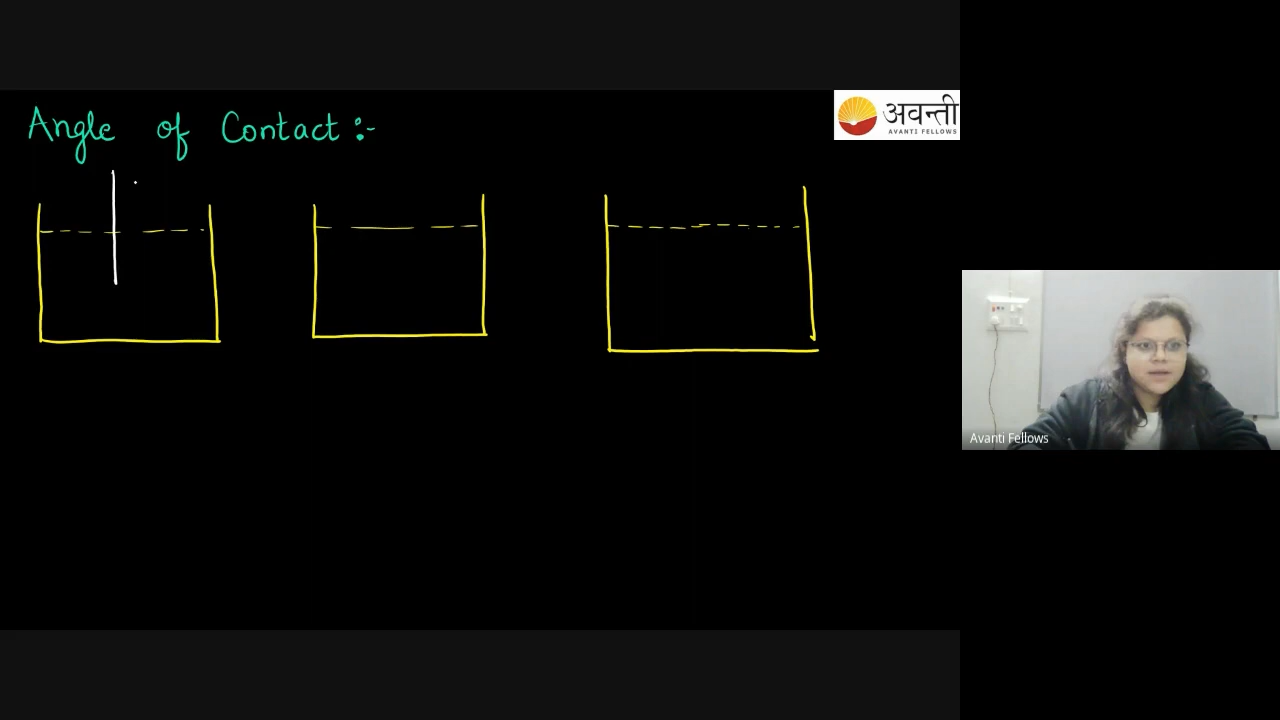 Angle of Contact :-
अवन्ती
AVANTI FELLOWS
Avanti Fellows